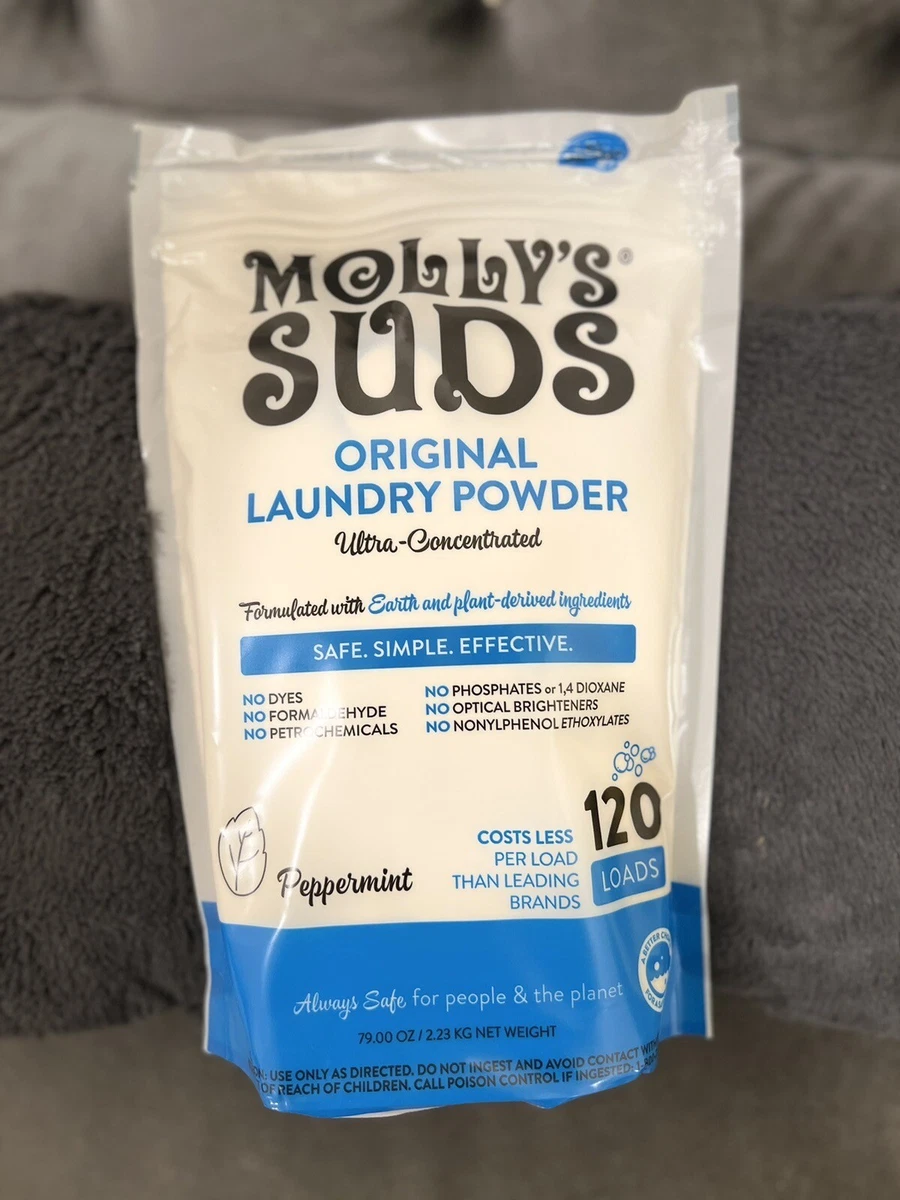 MOLLY'S®
SUDS
ORIGINAL
LAUNDRY POWDER
Ultra-Concentrated
Formulated with Earth and plant-derived ingredients
SAFE. SIMPLE. EFFECTIVE.
NO DYES
NO FORMALDEHYDE
NO PETROCHEMICALS
NO PHOSPHATES or 1,4 DIOXANE
NO OPTICAL BRIGHTENERS
NO NONYLPHENOL ETHOXYLATES
Peppermint
COSTS LESS
PER LOAD
THAN LEADING
BRANDS
120
LOADS
A BETTER
Always Safe for people & the planet
79.00 OZ / 2.23 KG NET WEIGHT
USE ONLY AS DIRECTED. DO NOT INGEST AND AVOID CONTACT WITH
OF REACH OF CHILDREN. CALL POISON CONTROL IF INGESTED: